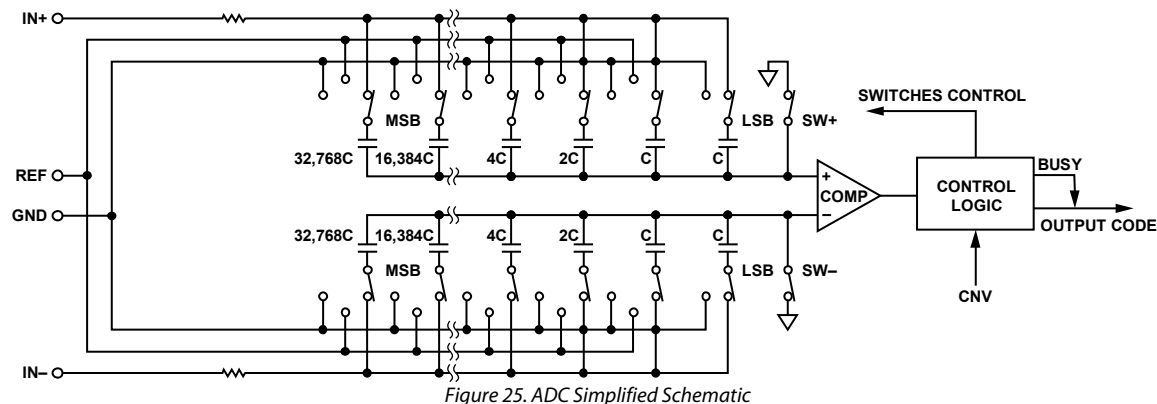 IN+
SWITCHES CONTROL
MSB
LSB
SW+
32,768C 16,384C 4C 2C C C
REF
GND
+
COMP
–
CONTROL
LOGIC
BUSY
OUTPUT CODE
32,768C 16,384C 4C 2C C C
MSB
LSB
SW–
CNV
IN–
Figure 25. ADC Simplified Schematic